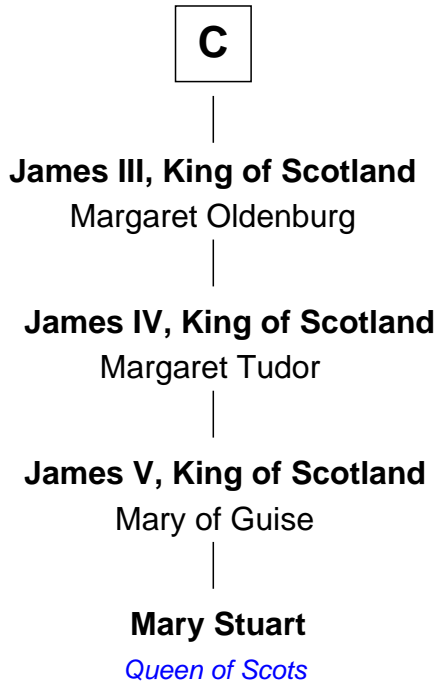 C
James III, King of Scotland
Margaret Oldenburg
James IV, King of Scotland
Margaret Tudor
James V, King of Scotland
Mary of Guise
Mary Stuart
Queen of Scots